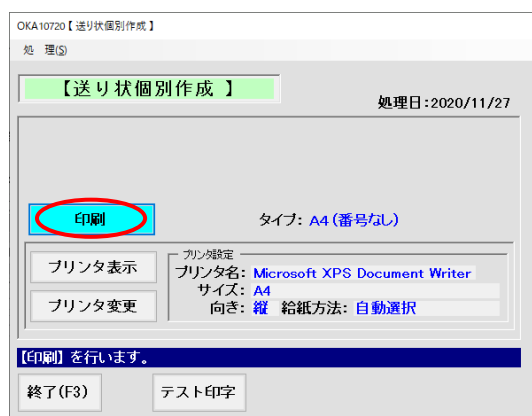 OKA10720【 送り状個別作成 】
処　理(S)
【送り状個別作成 】
処理日:2020/11/27
印刷
タイプ: A4(番号なし)
プリンタ表示
プリンタ変更
プリンタ設定
プリンタ名: Microsoft XPS Document Writer
サイズ: A4
向き: 縦 給紙方法: 自動選択
【印刷】を行います。
終了(F3)
テスト印字